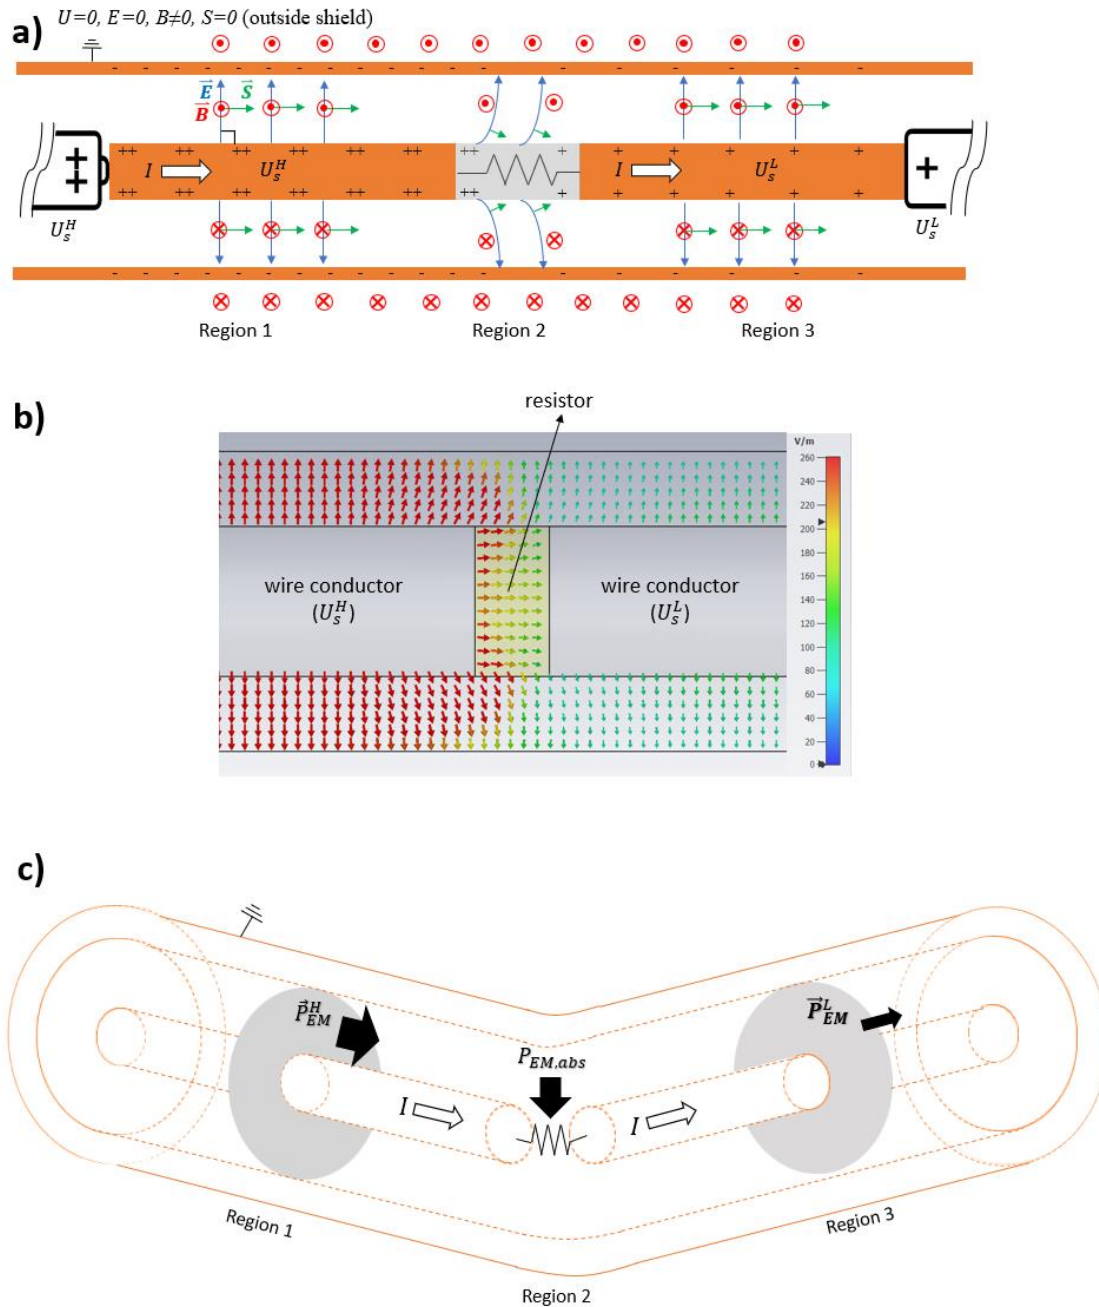 U=0, E=0, B≠0, S=0 (outside shield)
a)
- - - - - - - - - - - - - - - - - - - -
E⃗ S⃗
B⃗
++ ++ ++ ++ ++ ++ ++ + + + + + +
+
+
I U_s^H I U_s^L +
++ ++ ++ ++ ++ ++ ++ + + + + + +
U_s^H U_s^L
- - - - - - - - - - - - - - - - - - - -
Region 1 Region 2 Region 3
b)
resistor
V/m
260
240
220
200
180
160
140
120
100
80
60
40
20
0
wire conductor
(U_s^H)
wire conductor
(U_s^L)
c)
P⃗_EM^H
P⃗_EM^L
P_EM,abs
I I
Region 1
Region 3
Region 2